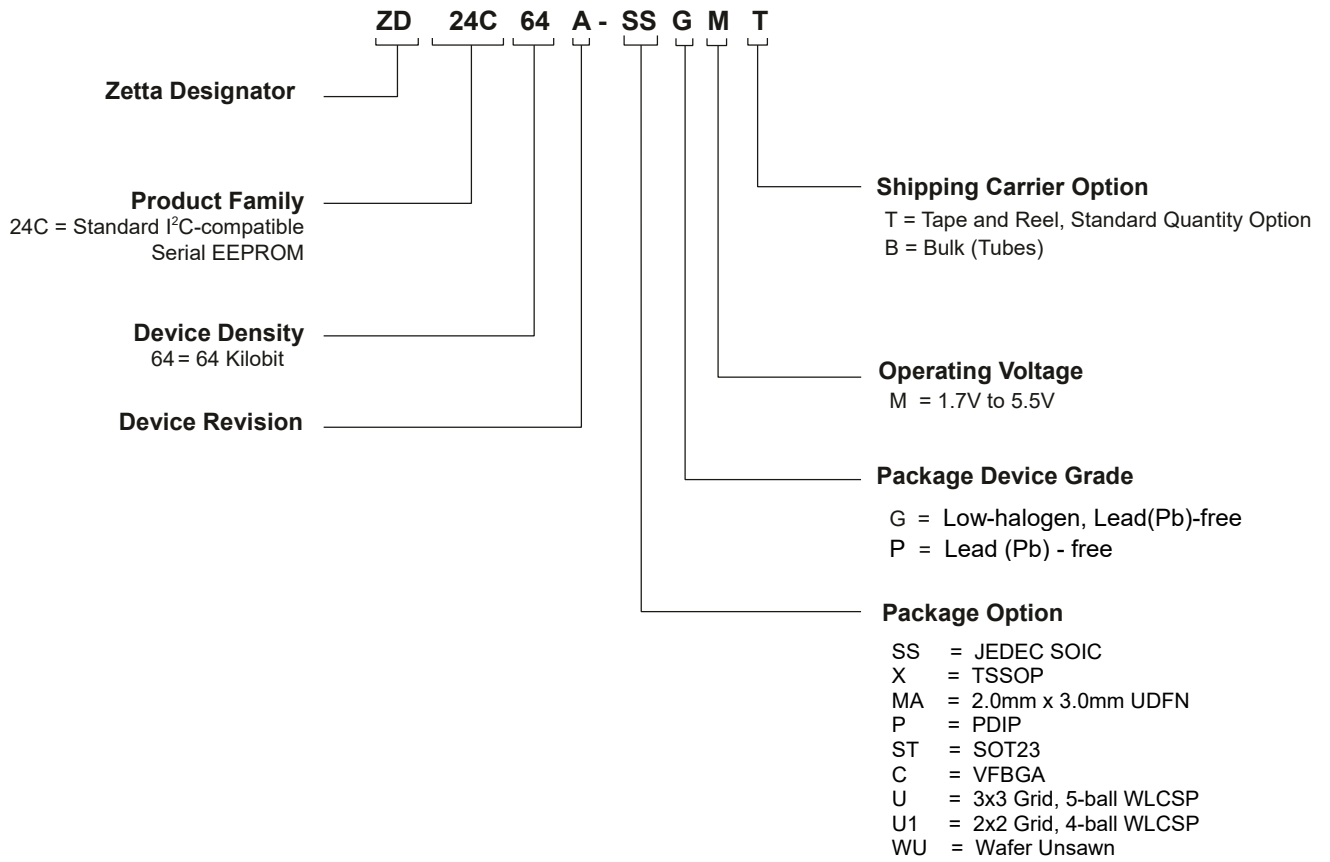 ZD 24C 64 A - SS G M T
Zetta Designator
Product Family
24C = Standard I²C-compatible
Serial EEPROM
Device Density
64 = 64 Kilobit
Device Revision
Shipping Carrier Option
T = Tape and Reel, Standard Quantity Option
B = Bulk (Tubes)
Operating Voltage
M = 1.7V to 5.5V
Package Device Grade
G = Low-halogen, Lead(Pb)-free
P = Lead (Pb) - free
Package Option
SS = JEDEC SOIC
X = TSSOP
MA = 2.0mm x 3.0mm UDFN
P = PDIP
ST = SOT23
C = VFBGA
U = 3x3 Grid, 5-ball WLCSP
U1 = 2x2 Grid, 4-ball WLCSP
WU = Wafer Unsawn